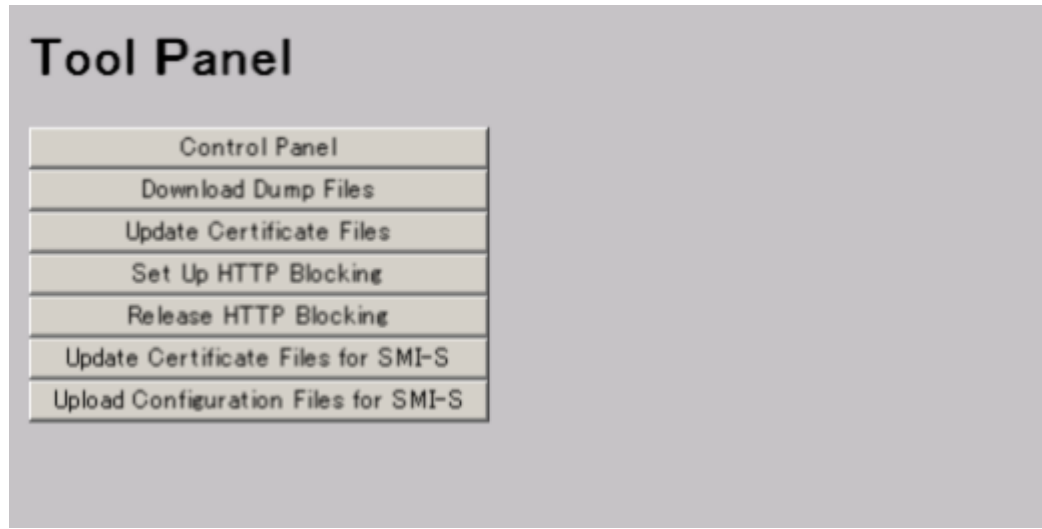 Tool Panel
Control Panel
Download Dump Files
Update Certificate Files
Set Up HTTP Blocking
Release HTTP Blocking
Update Certificate Files for SMI-S
Upload Configuration Files for SMI-S